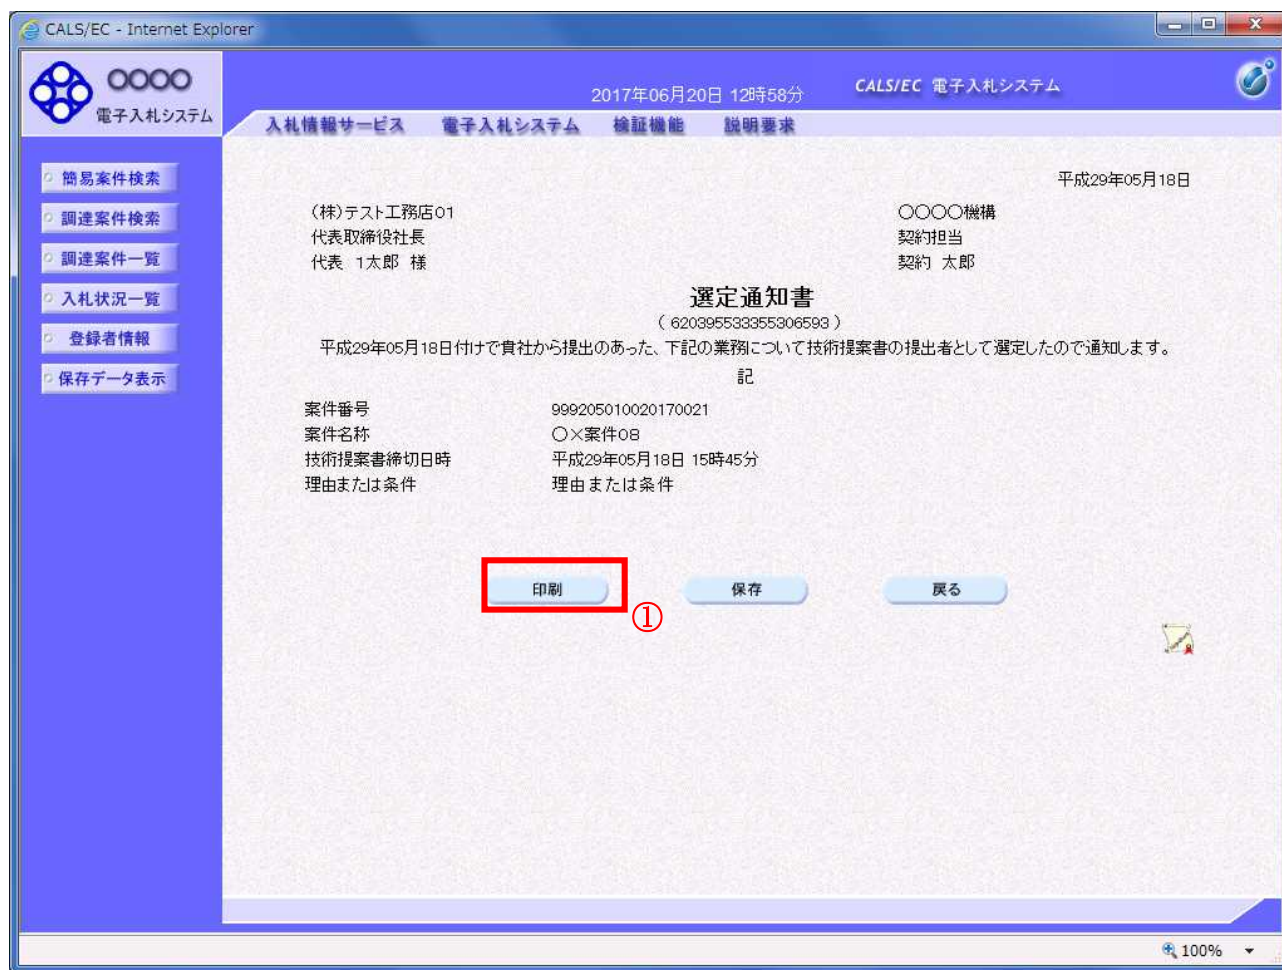 CALS/EC - Internet Explorer
〇〇〇〇
電子入札システム
2017年06月20日 12時58分
CALS/EC 電子入札システム
入札情報サービス 電子入札システム 検証機能 説明要求
簡易案件検索
調達案件検索
調達案件一覧
入札状況一覧
登録者情報
保存データ表示
平成29年05月18日
(株)テスト工務店01
代表取締役社長
代表 1太郎 様
〇〇〇〇機構
契約担当
契約 太郎
選定通知書
( 620395533355306593 )
平成29年05月18日付けで貴社から提出のあった、下記の業務について技術提案書の提出者として選定したので通知します。
記
案件番号 999205010020170021
案件名称 〇×案件08
技術提案書締切日時 平成29年05月18日 15時45分
理由または条件 理由または条件
印刷 保存 戻る
①
100%